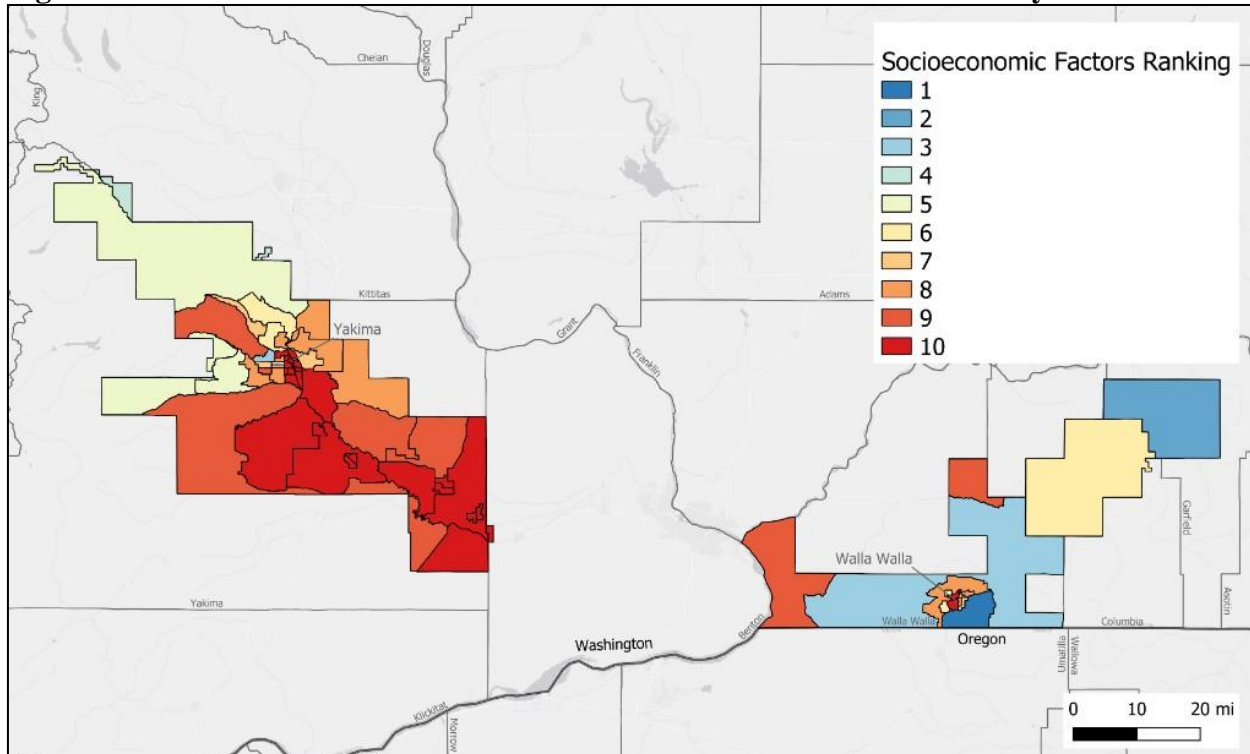 Chelan
Douglas
King
Socioeconomic Factors Ranking
1
2
3
4
5
6
7
8
9
10
Kittitas
Adams
Yakima
Grant
Franklin
Garfield
Asotin
Walla Walla
Yakima
Walla Walla
Benton
Columbia
Washington
Oregon
Umatilla
Wallowa
Klickitat
Morrow
0 10 20 mi